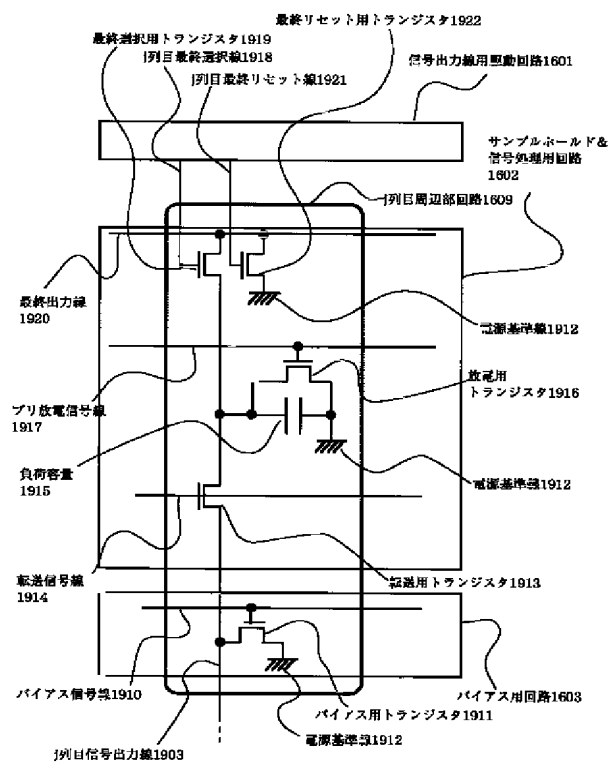 最終リセット用トランジスタ1922
最終選択用トランジスタ1919
j列目最終選択線1918
j列目最終リセット線1921
信号出力線用駆動回路1601
サンプルホールド&
信号処理用回路
1602
j列目周辺部回路1609
最終出力線
1920
電源基準線1912
放電用
トランジスタ1916
プリ放電信号線
1917
負荷容量
1915
電源基準線1912
転送信号線
1914
転送用トランジスタ1913
バイアス信号線1910
バイアス用トランジスタ1911
バイアス用回路1603
j列目信号出力線1903
電源基準線1912